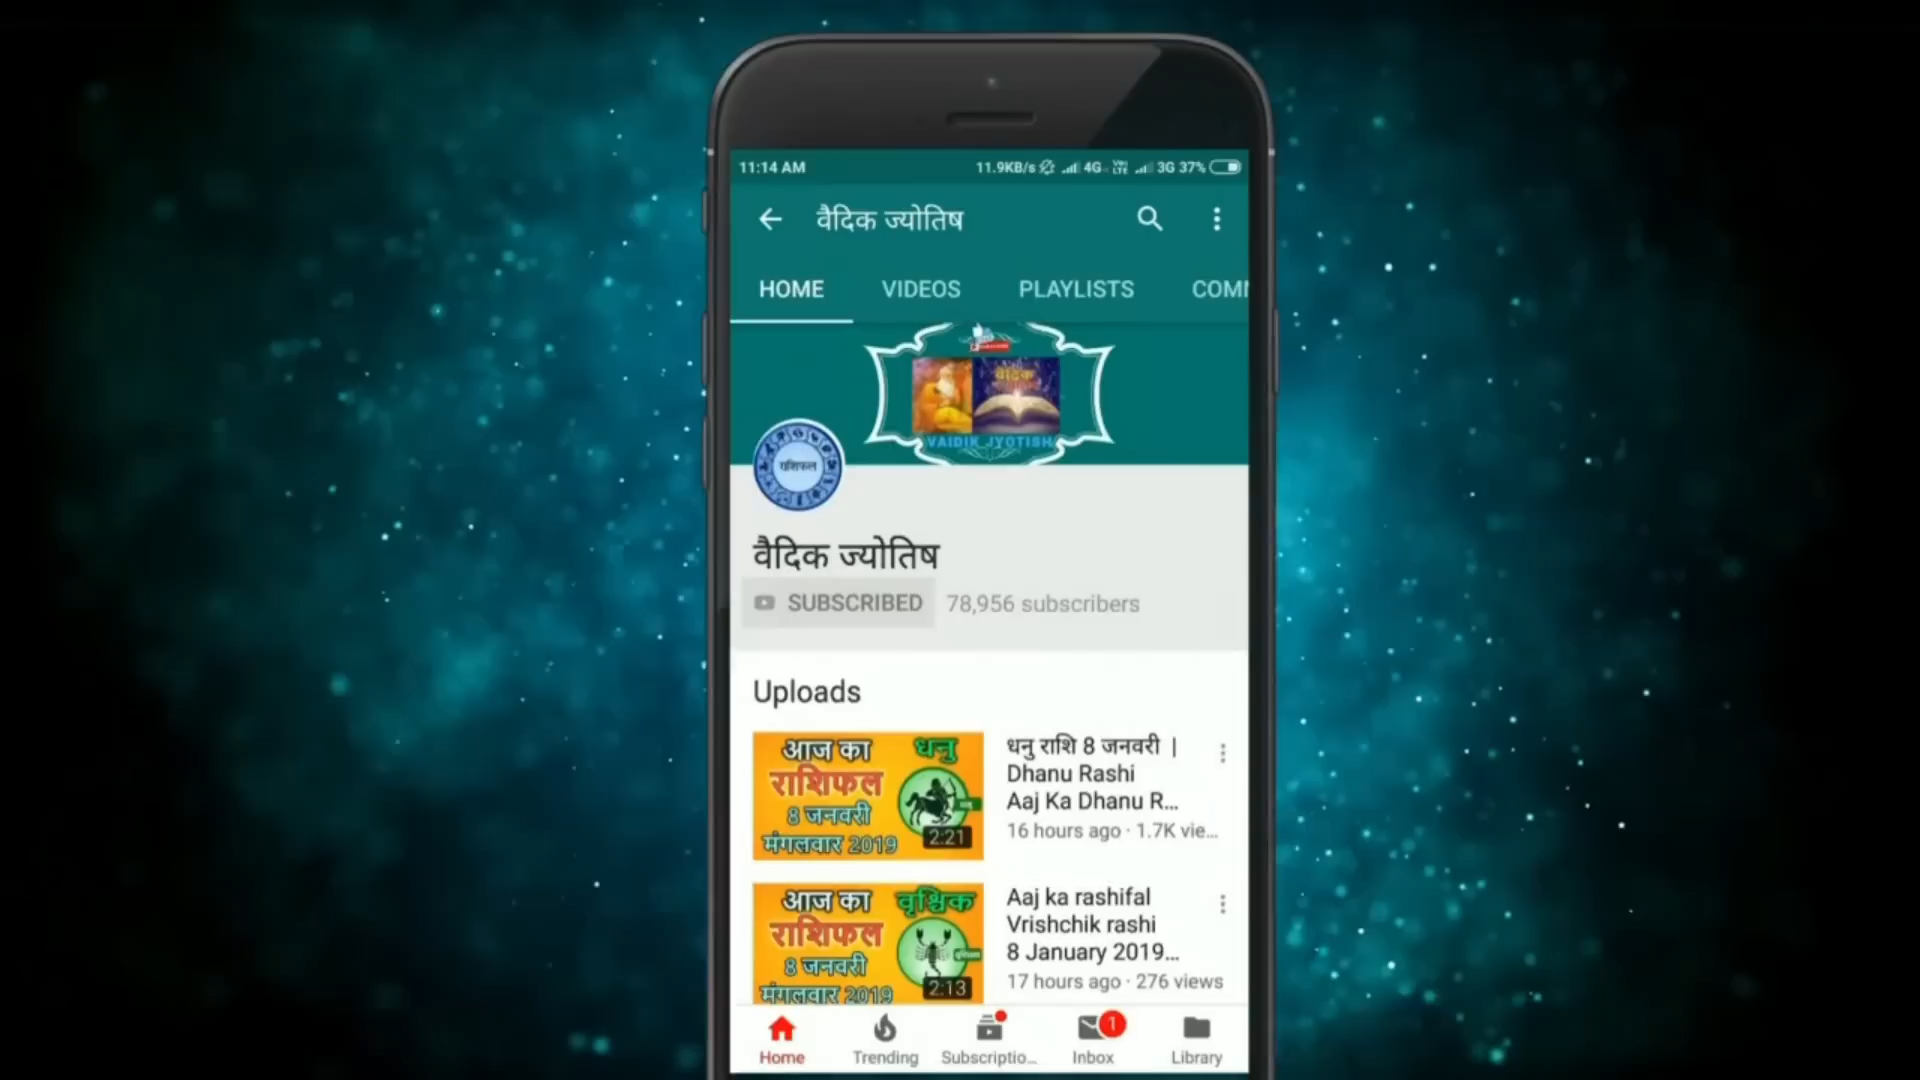 11:14 AM
11.9KB/s 4G 3G 37%
वैदिक ज्योतिष
HOME VIDEOS PLAYLISTS COM
वैदिक
VAIDIK JYOTISH
राशिफल
वैदिक ज्योतिष
SUBSCRIBED 78,956 subscribers
Uploads
आज का धनु
राशिफल
8 जनवरी
मंगलवार 2019
2:21
धनु राशि 8 जनवरी |
Dhanu Rashi
Aaj Ka Dhanu R...
16 hours ago · 1.7K vie...
आज का वृश्चिक
राशिफल
8 जनवरी
मंगलवार 2019
2:13
Aaj ka rashifal
Vrishchik rashi
8 January 2019...
17 hours ago · 276 views
1
Home Trending Subscriptio... Inbox Library